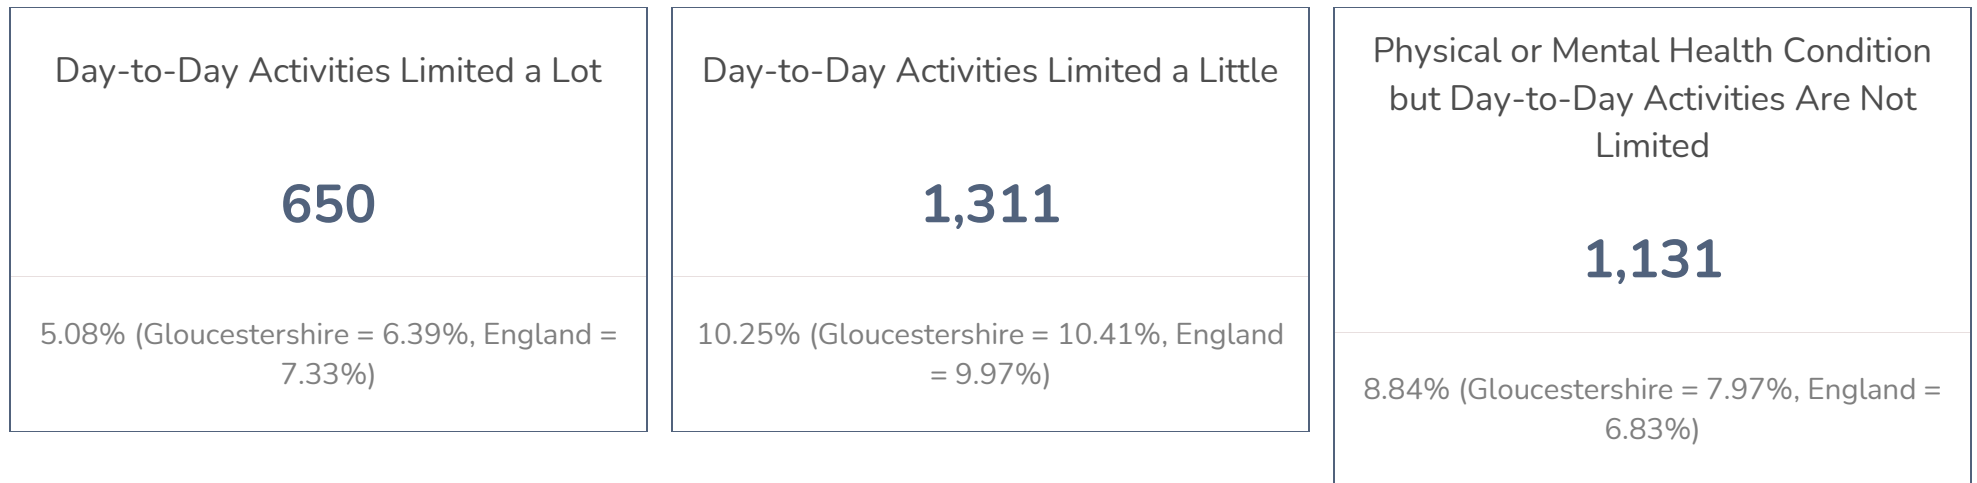 Day-to-Day Activities Limited a Lot
650
5.08% (Gloucestershire = 6.39%, England =
7.33%)
Day-to-Day Activities Limited a Little
1,311
10.25% (Gloucestershire = 10.41%, England
= 9.97%)
Physical or Mental Health Condition
but Day-to-Day Activities Are Not
Limited
1,131
8.84% (Gloucestershire = 7.97%, England =
6.83%)